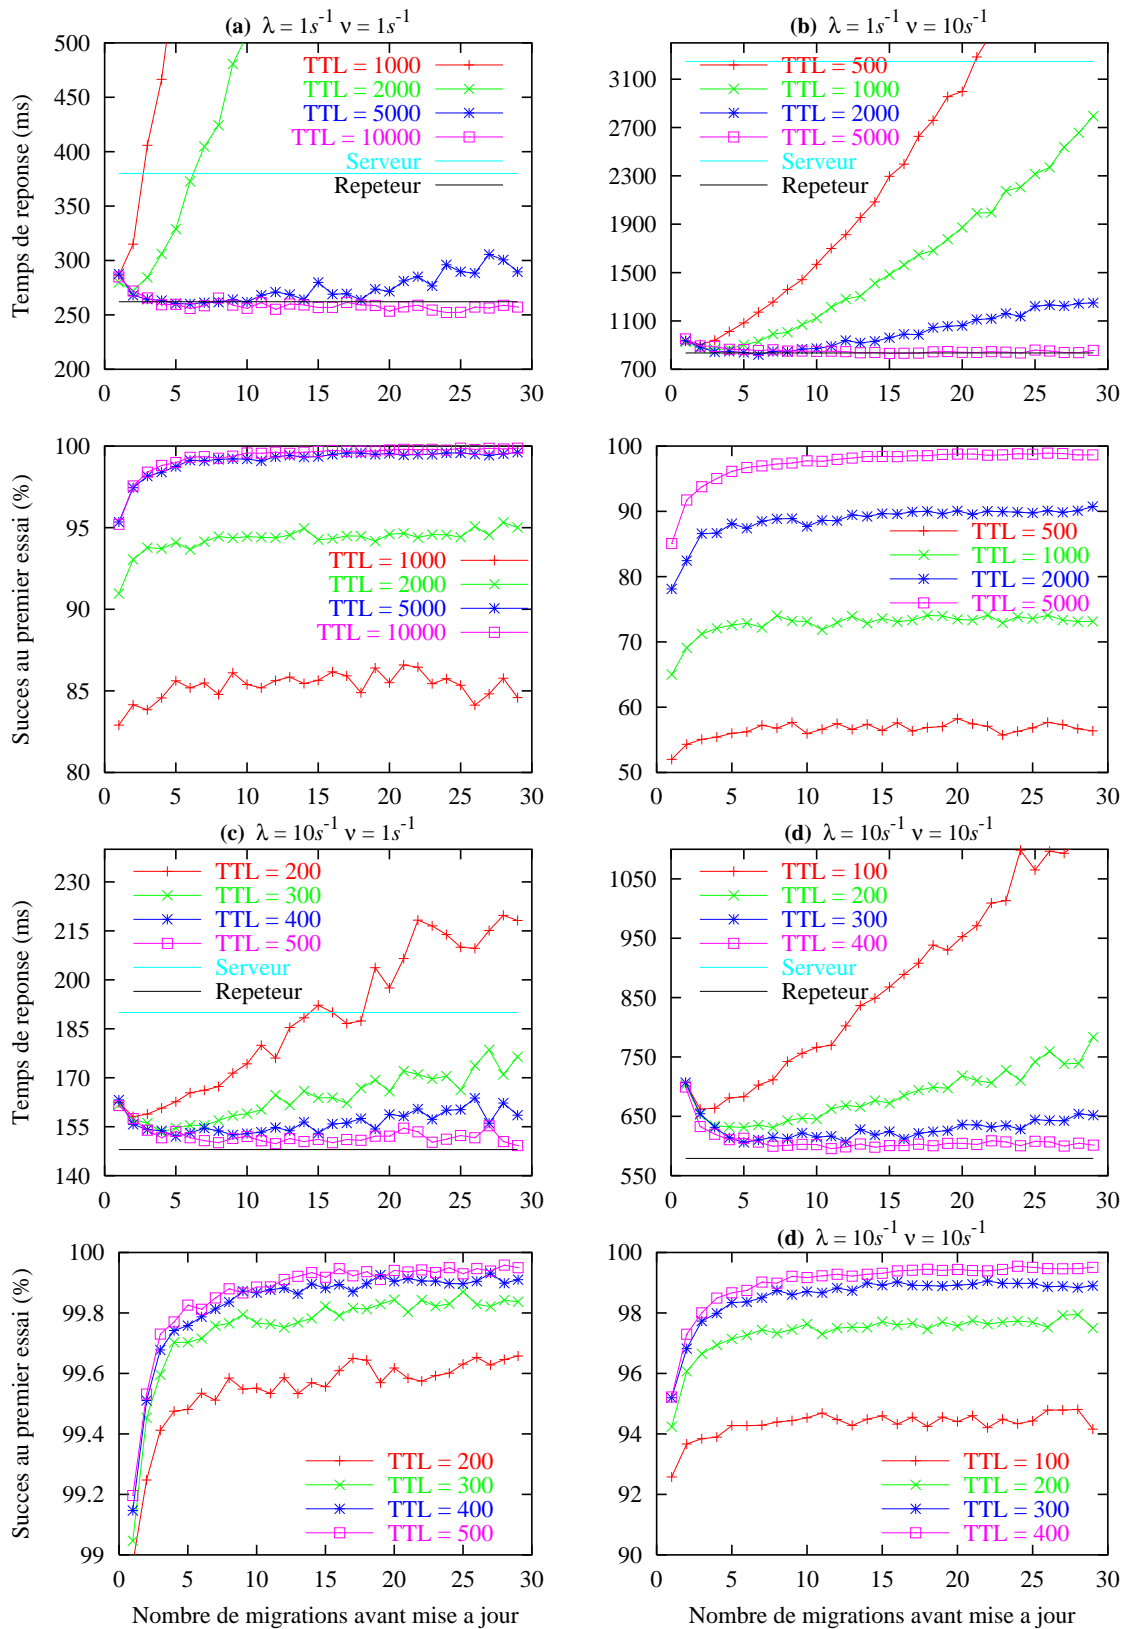 (a) λ = 1s⁻¹ ν = 1s⁻¹
Temps de reponse (ms)
500
450
400
350
300
250
200
0 5 10 15 20 25 30
TTL = 1000
TTL = 2000
TTL = 5000
TTL = 10000
Serveur
Repeteur
(b) λ = 1s⁻¹ ν = 10s⁻¹
3100
2700
2300
1900
1500
1100
700
0 5 10 15 20 25 30
TTL = 500
TTL = 1000
TTL = 2000
TTL = 5000
Serveur
Repeteur
Succes au premier essai (%)
100
95
90
85
80
0 5 10 15 20 25 30
TTL = 1000
TTL = 2000
TTL = 5000
TTL = 10000
100
90
80
70
60
50
0 5 10 15 20 25 30
TTL = 500
TTL = 1000
TTL = 2000
TTL = 5000
(c) λ = 10s⁻¹ ν = 1s⁻¹
Temps de reponse (ms)
230
215
200
185
170
155
140
0 5 10 15 20 25 30
TTL = 200
TTL = 300
TTL = 400
TTL = 500
Serveur
Repeteur
(d) λ = 10s⁻¹ ν = 10s⁻¹
1050
950
850
750
650
550
0 5 10 15 20 25 30
TTL = 100
TTL = 200
TTL = 300
TTL = 400
Serveur
Repeteur
Succes au premier essai (%)
100
99.8
99.6
99.4
99.2
99
0 5 10 15 20 25 30
TTL = 200
TTL = 300
TTL = 400
TTL = 500
Nombre de migrations avant mise a jour
(d) λ = 10s⁻¹ ν = 10s⁻¹
100
98
96
94
92
90
0 5 10 15 20 25 30
TTL = 100
TTL = 200
TTL = 300
TTL = 400
Nombre de migrations avant mise a jour